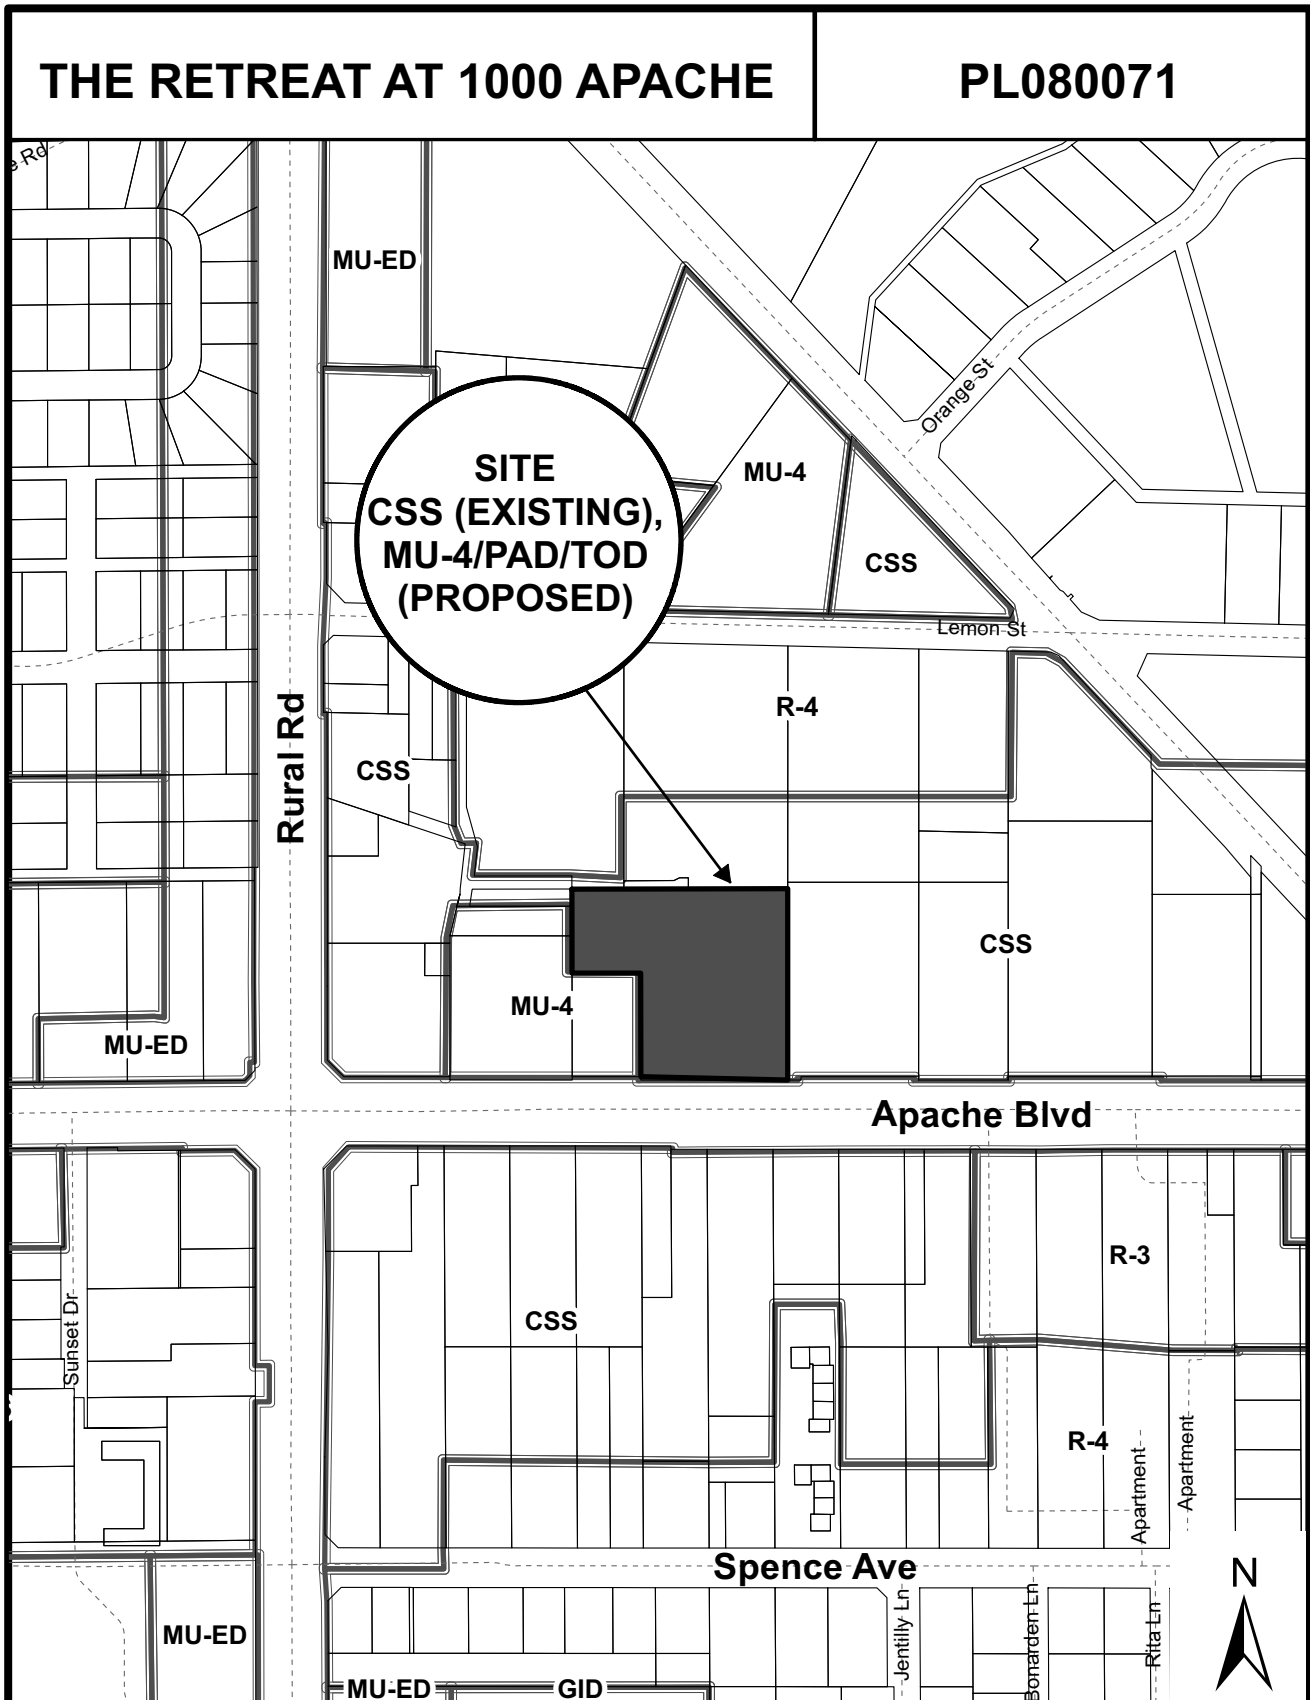 THE RETREAT AT 1000 APACHE
PL080071
MU-ED
Orange St
SITE
CSS (EXISTING),
MU-4/PAD/TOD
(PROPOSED)
MU-4
CSS
Lemon St
R-4
Rural Rd
CSS
CSS
MU-4
MU-ED
Apache Blvd
R-3
CSS
Sunset Dr
R-4
Apartment
Apartment
Spence Ave
N
MU-ED
Jentilly Ln
Bonarden Ln
Rita Ln
MU-ED
GID